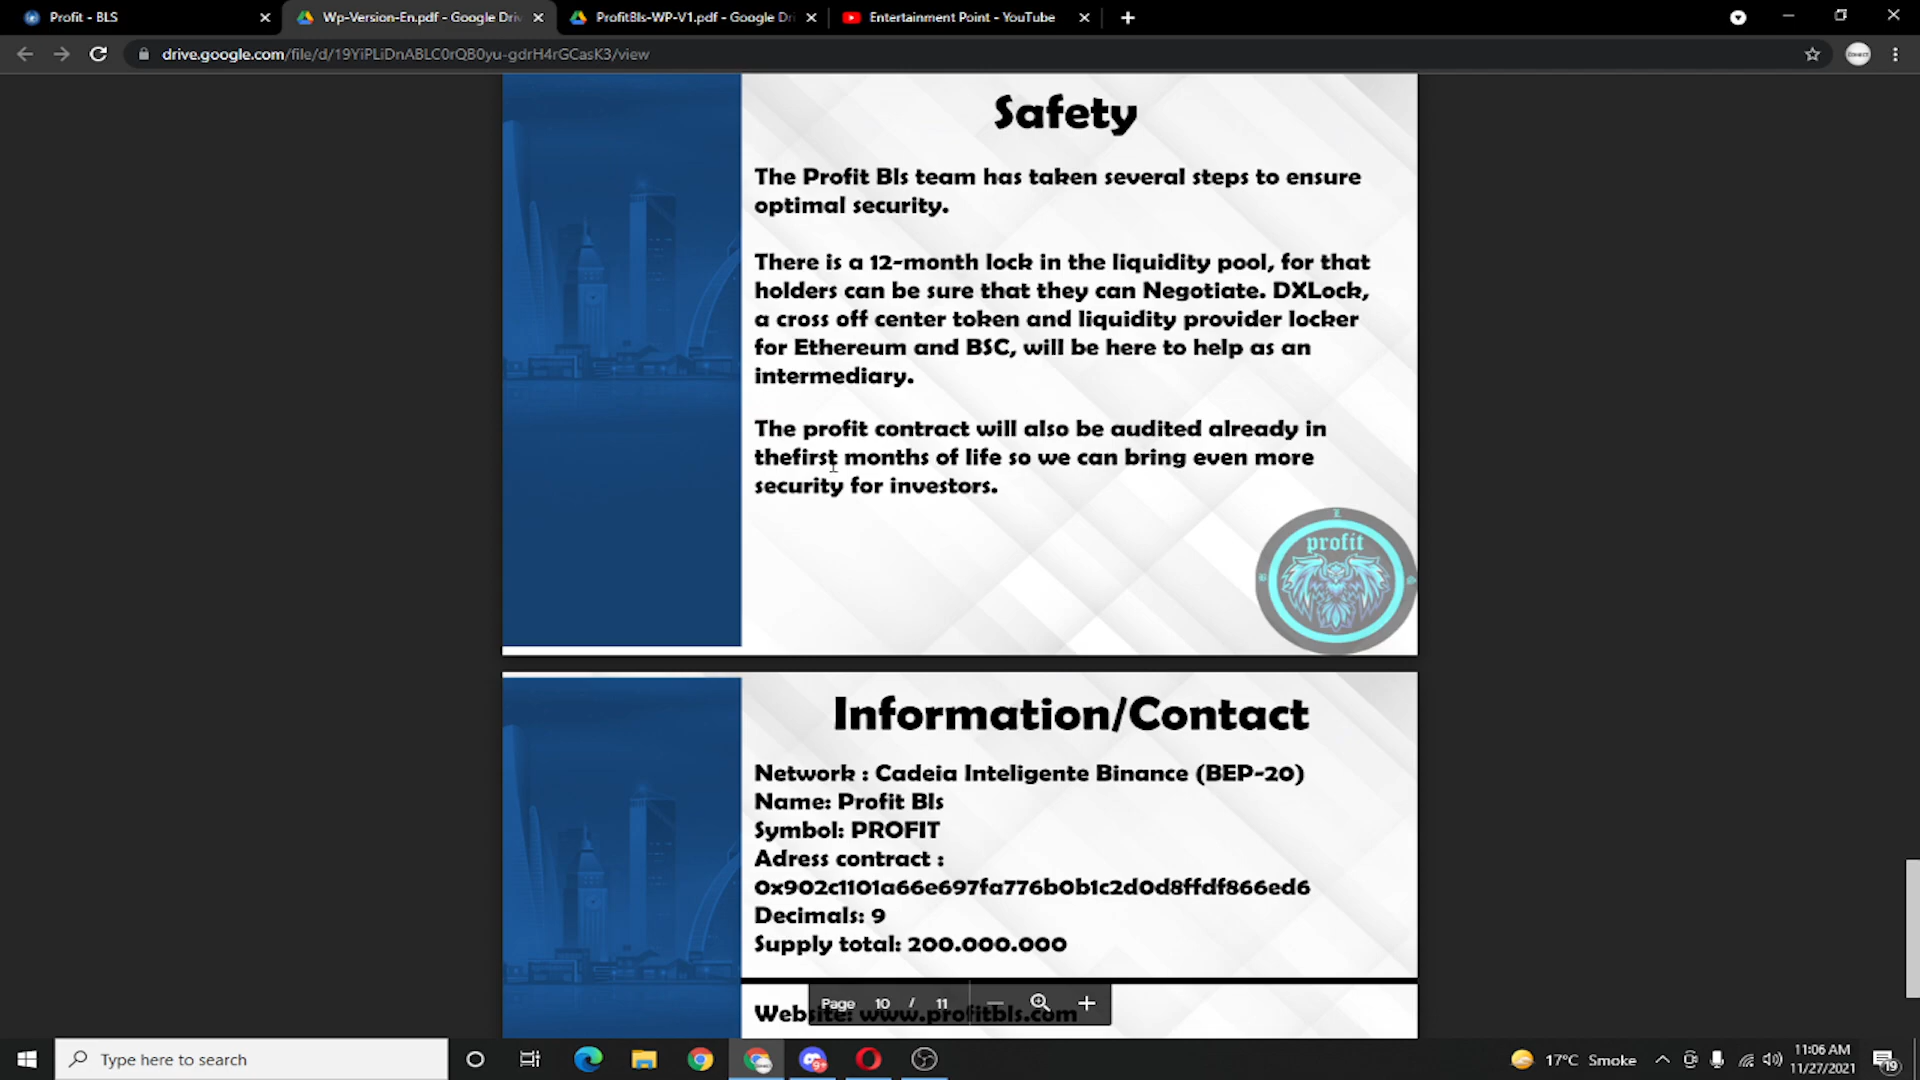 Profit - BLS
Wp-Version-En.pdf - Google Driv
ProfitBls-WP-V1.pdf - Google Dri
Entertainment Point - YouTube
drive.google.com/file/d/19YiPLiDnABLC0rQB0yu-gdrH4rGCasK3/view
Safety
The Profit Bls team has taken several steps to ensure
optimal security.
There is a 12-month lock in the liquidity pool, for that
holders can be sure that they can Negotiate. DXLock,
a cross off center token and liquidity provider locker
for Ethereum and BSC, will be here to help as an
intermediary.
The profit contract will also be audited already in
thefirst months of life so we can bring even more
security for investors.
profit
Information/Contact
Network : Cadeia Inteligente Binance (BEP-20)
Name: Profit Bls
Symbol: PROFIT
Adress contract :
0x902c1101a66e697fa776b0b1c2d0d8ffdf866ed6
Decimals: 9
Supply total: 200.000.000
Page 10 / 11
Website: www.profitbls.com
Type here to search
17°C Smoke
11:06 AM
11/27/2021
19